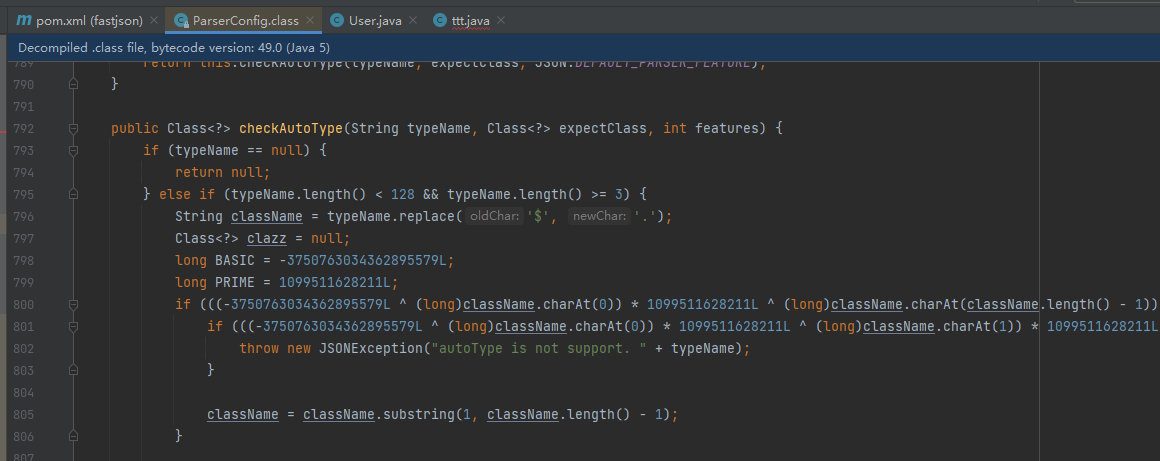 pom.xml (fastjson) ParserConfig.class User.java ttt.java
Decompiled .class file, bytecode version: 49.0 (Java 5)
789 return this.checkAutoType(typeName, expectClass, JSON.DEFAULT_PARSER_FEATURE);
790 }
791
792 public Class<?> checkAutoType(String typeName, Class<?> expectClass, int features) {
793 if (typeName == null) {
794 return null;
795 } else if (typeName.length() < 128 && typeName.length() >= 3) {
796 String className = typeName.replace( oldChar: '$', newChar: '.');
797 Class<?> clazz = null;
798 long BASIC = -3750763034362895579L;
799 long PRIME = 1099511628211L;
800 if (((-3750763034362895579L ^ (long)className.charAt(0)) * 1099511628211L ^ (long)className.charAt(className.length() - 1))
801 if (((-3750763034362895579L ^ (long)className.charAt(0)) * 1099511628211L ^ (long)className.charAt(1)) * 1099511628211L
802 throw new JSONException("autoType is not support. " + typeName);
803 }
804
805 className = className.substring(1, className.length() - 1);
806 }
807